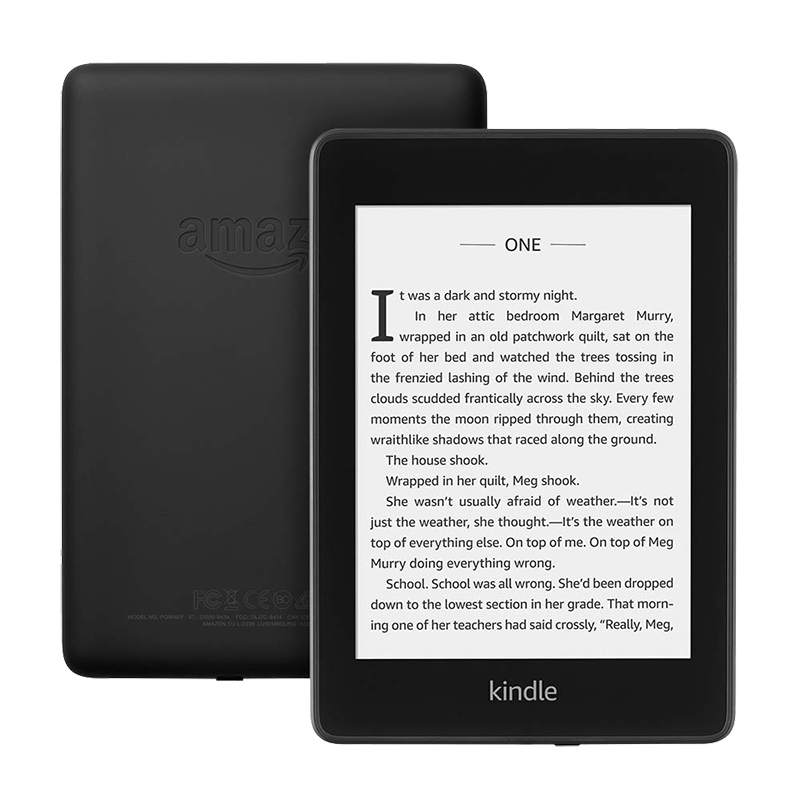 amaz
FC CE
ONE
It was a dark and stormy night.
In her attic bedroom Margaret Murry,
wrapped in an old patchwork quilt, sat on the
foot of her bed and watched the trees tossing in
the frenzied lashing of the wind. Behind the trees
clouds scudded frantically across the sky. Every few
moments the moon ripped through them, creating
wraithlike shadows that raced along the ground.
The house shook.
Wrapped in her quilt, Meg shook.
She wasn't usually afraid of weather.—It's not
just the weather, she thought.—It's the weather on
top of everything else. On top of me. On top of Meg
Murry doing everything wrong.
School. School was all wrong. She'd been dropped
down to the lowest section in her grade. That morn-
ing one of her teachers had said crossly, “Really, Meg,
kindle